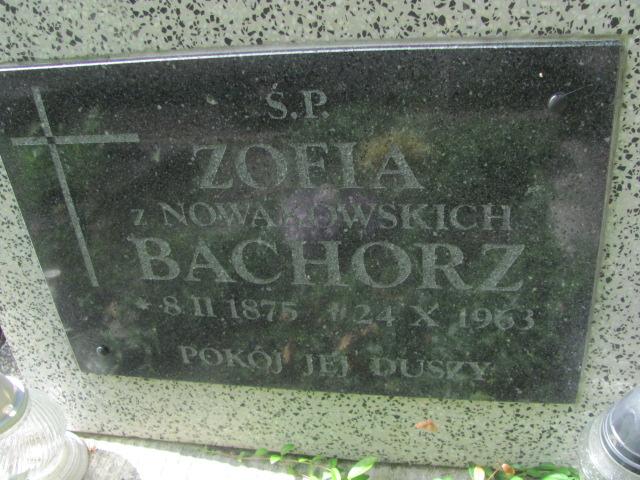 Ś.P.
ZOFIA
z NOWAKOWSKICH
BACHORZ
* 8 II 1875 # 24 X 1963
POKÓJ JEJ DUSZY